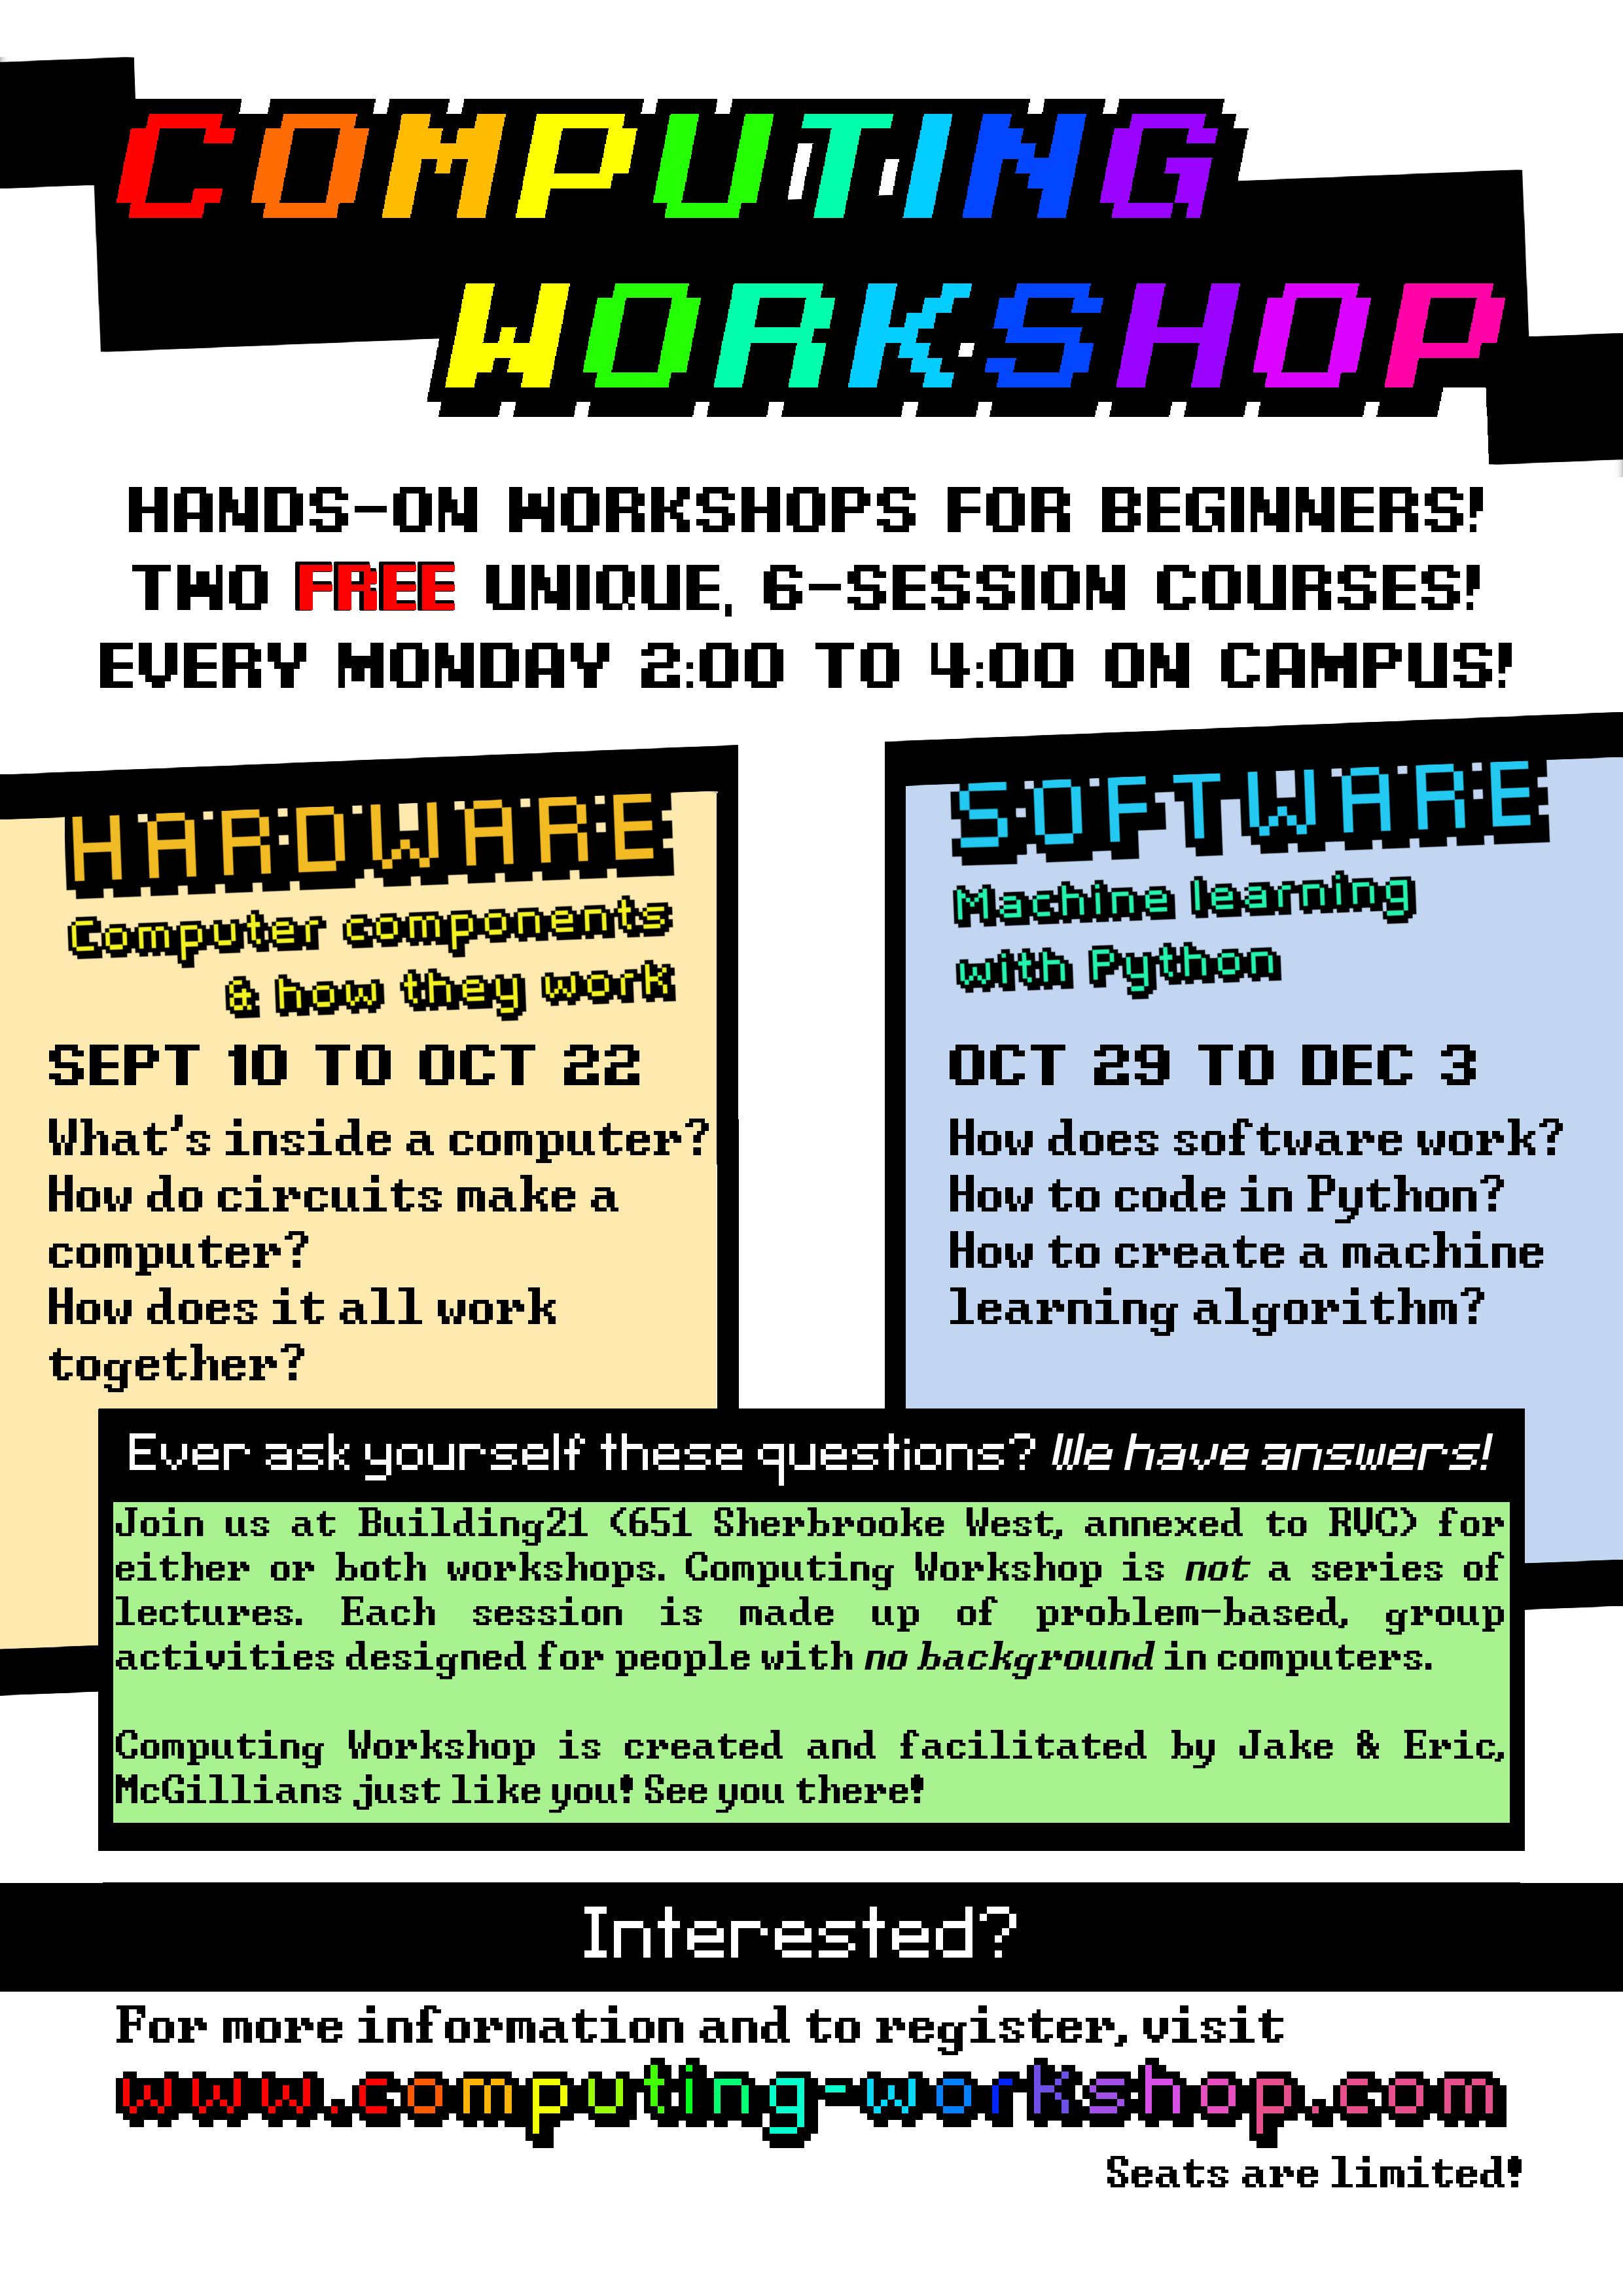 COMPUTING
WORKSHOP
HANDS-ON WORKSHOPS FOR BEGINNERS!
TWO FREE UNIQUE, 6-SESSION COURSES!
EVERY MONDAY 2:00 TO 4:00 ON CAMPUS!
HARDWARE
Computer components
& how they work
SEPT 10 TO OCT 22
What's inside a computer?
How do circuits make a
computer?
How does it all work
together?
SOFTWARE
Machine learning
with Python
OCT 29 TO DEC 3
How does software work?
How to code in Python?
How to create a machine
learning algorithm?
Ever ask yourself these questions? We have answers!
Join us at Building21 (651 Sherbrooke West, annexed to RVC) for
either or both workshops. Computing Workshop is not a series of
lectures. Each session is made up of problem-based, group
activities designed for people with no background in computers.
Computing Workshop is created and facilitated by Jake & Eric,
McGillians just like you! See you there!
Interested?
For more information and to register, visit
www.computing-workshop.com
Seats are limited!